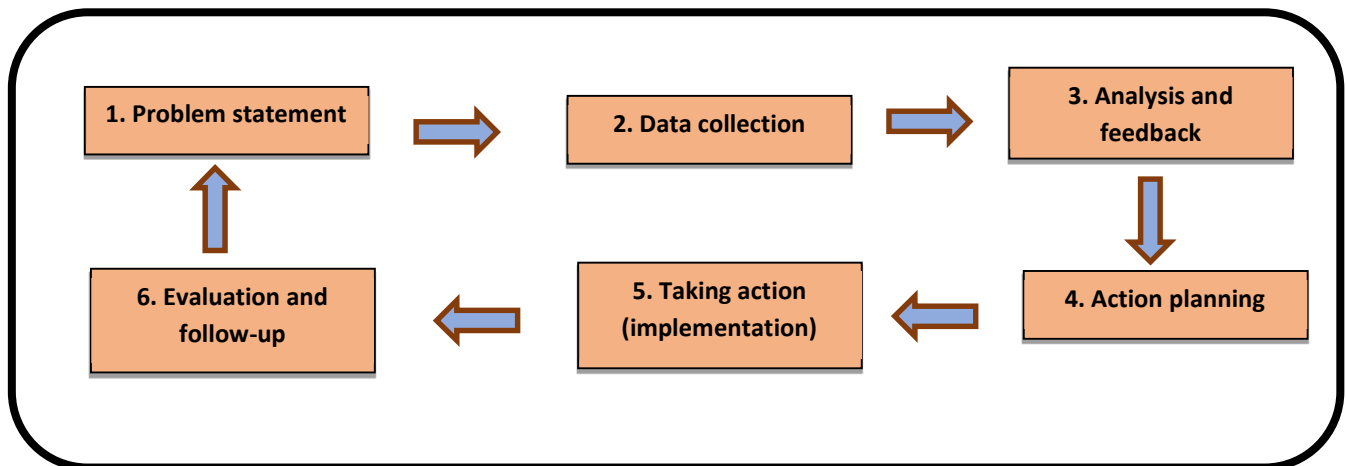 1. Problem statement
2. Data collection
3. Analysis and
feedback
4. Action planning
5. Taking action
(implementation)
6. Evaluation and
follow-up